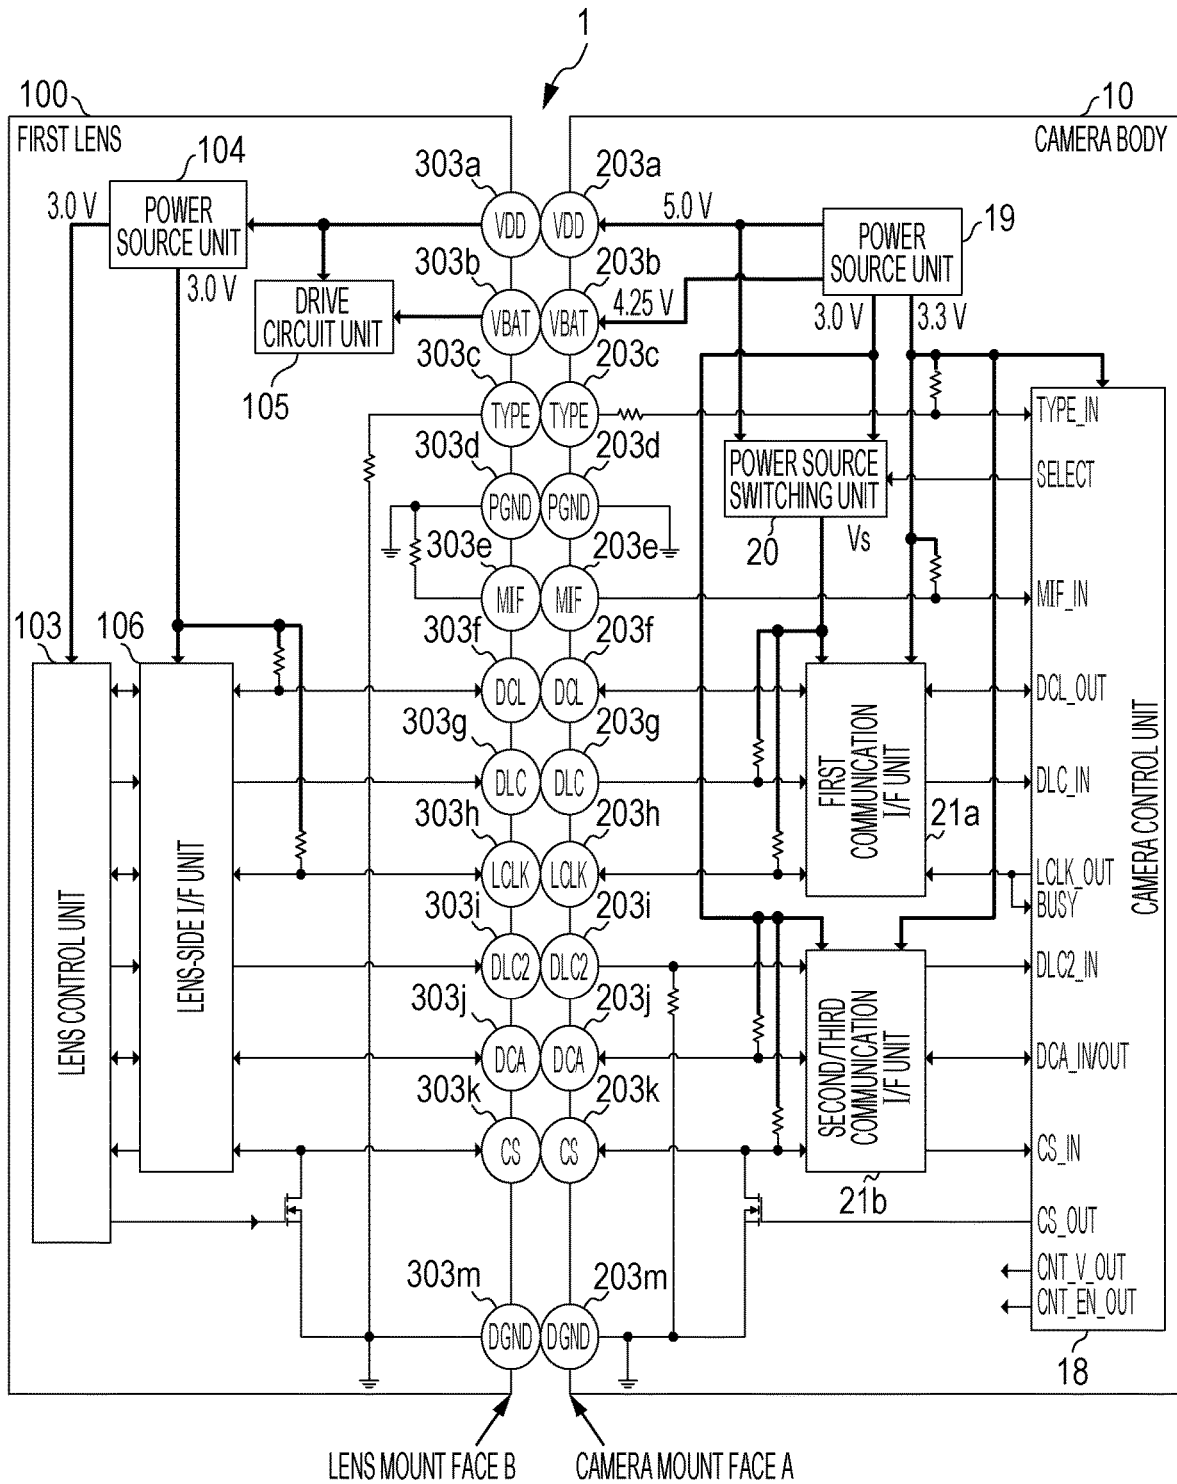 1
100
10
FIRST LENS
CAMERA BODY
104
303a
203a
3.0 V
POWER
SOURCE UNIT
VDD
VDD
5.0 V
19
POWER
SOURCE UNIT
3.0 V
303b
203b
DRIVE
CIRCUIT UNIT
VBAT
VBAT
4.25 V
3.0 V
3.3 V
105
303c
203c
TYPE
TYPE
TYPE_IN
303d
203d
POWER SOURCE
SWITCHING UNIT
SELECT
PGND
PGND
20
Vs
303e
203e
MIF
MIF
MIF_IN
103
106
303f
203f
DCL
DCL
DCL_OUT
303g
203g
DLC
DLC
DLC_IN
FIRST
COMMUNICATION
I/F UNIT
21a
303h
203h
LCLK
LCLK
LCLK_OUT
BUSY
CAMERA CONTROL UNIT
LENS CONTROL UNIT
LENS-SIDE I/F UNIT
303i
203i
DLC2
DLC2
DLC2_IN
303j
203j
DCA
DCA
DCA_IN/OUT
SECOND/THIRD
COMMUNICATION
I/F UNIT
303k
203k
CS
CS
CS_IN
21b
CS_OUT
303m
203m
CNT_V_OUT
CNT_EN_OUT
DGND
DGND
18
LENS MOUNT FACE B
CAMERA MOUNT FACE A